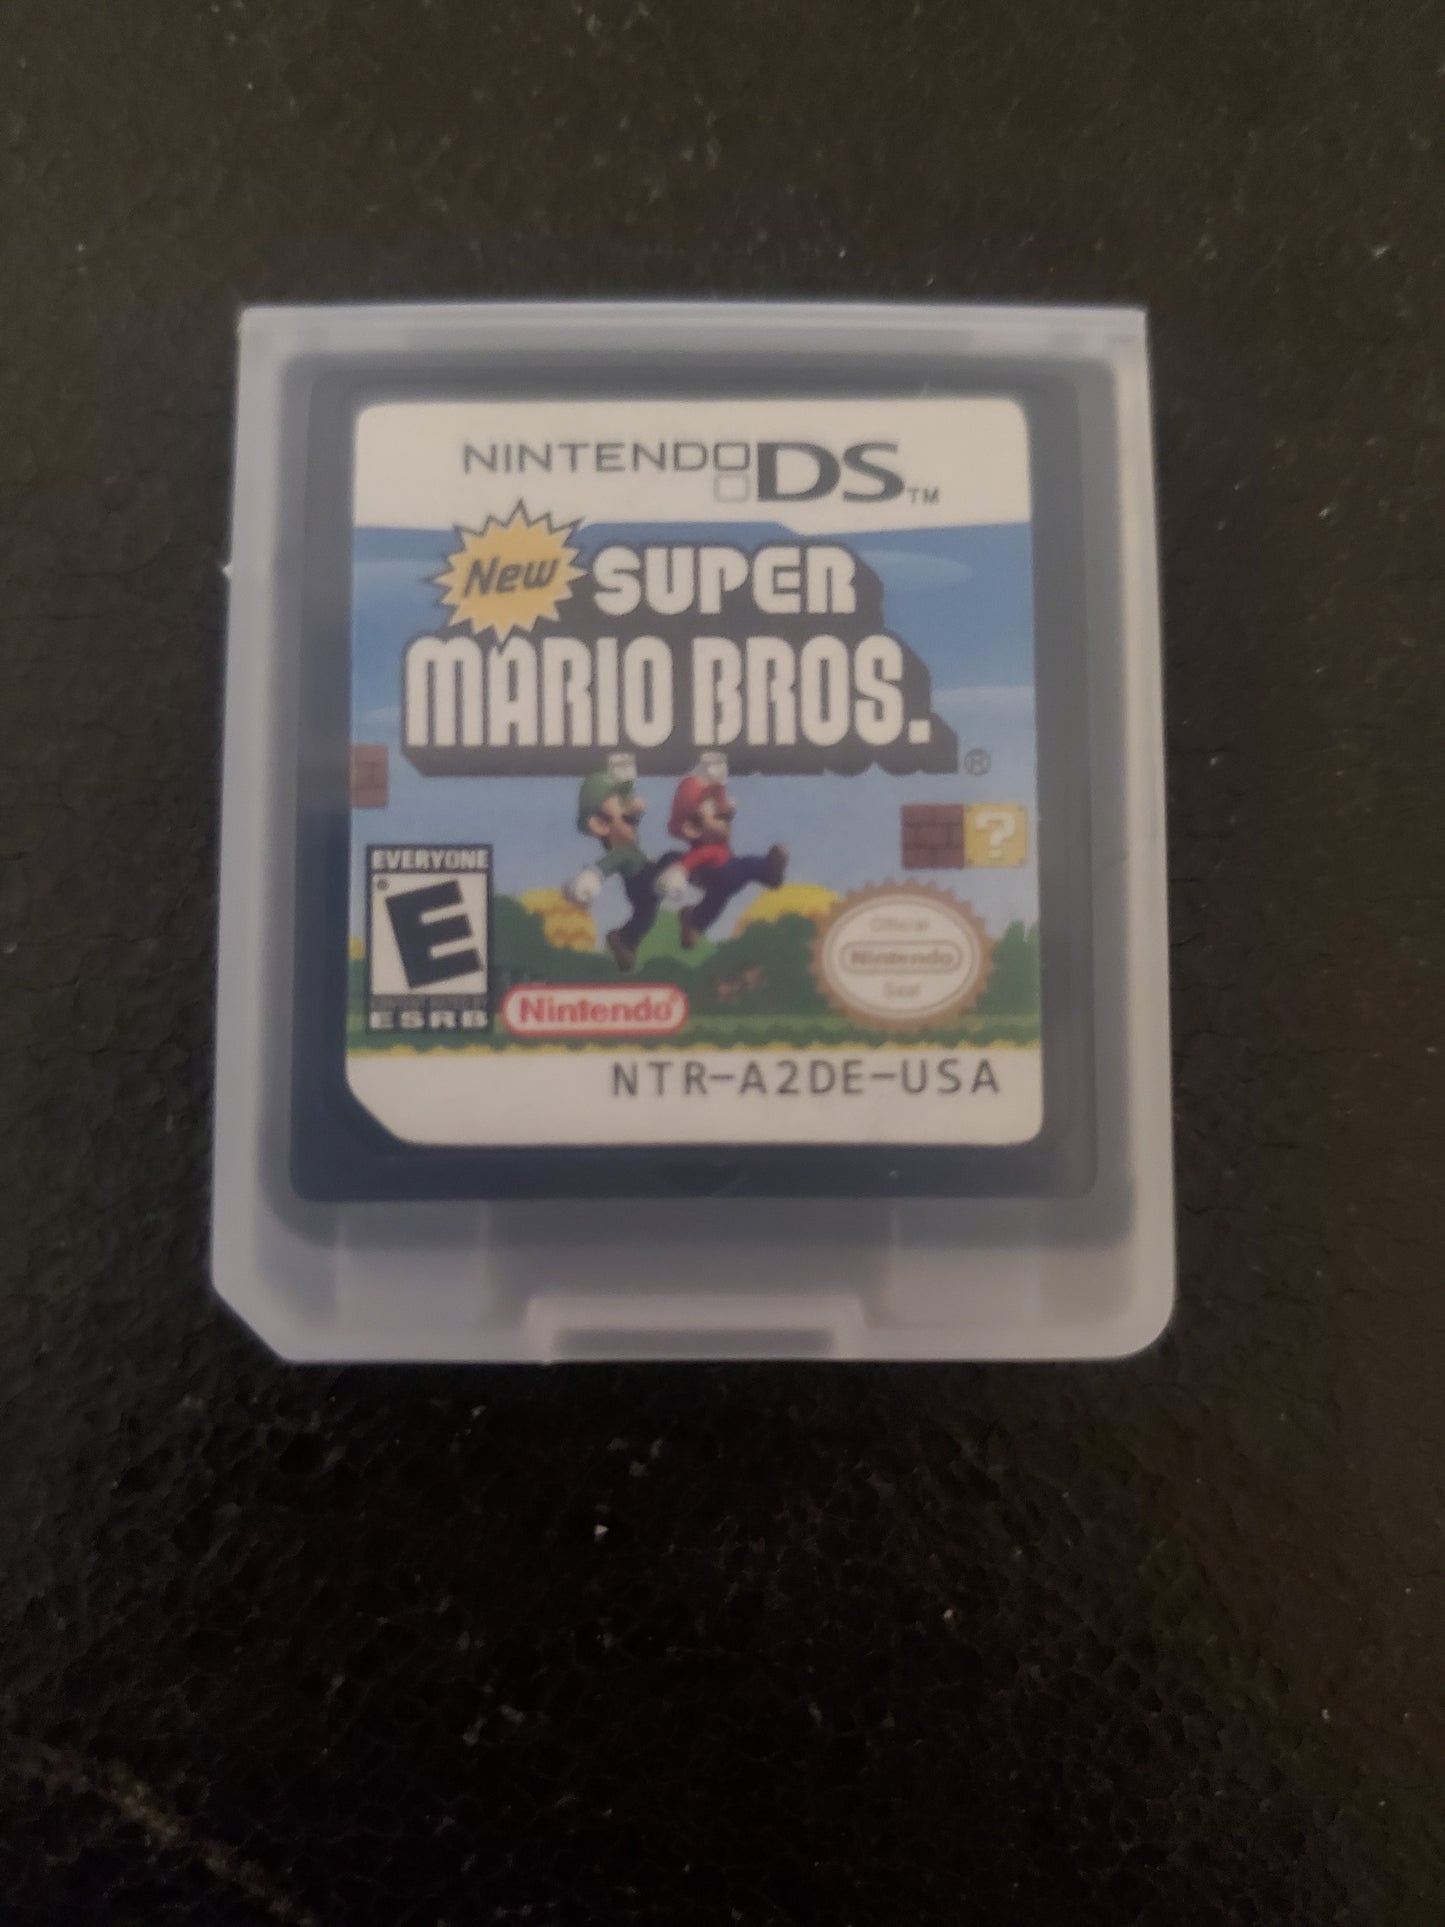 NINTENDO DS™
New SUPER
MARIO BROS.®
?
EVERYONE
E
ESRB
Nintendo®
Official
Nintendo
Seal
NTR-A2DE-USA